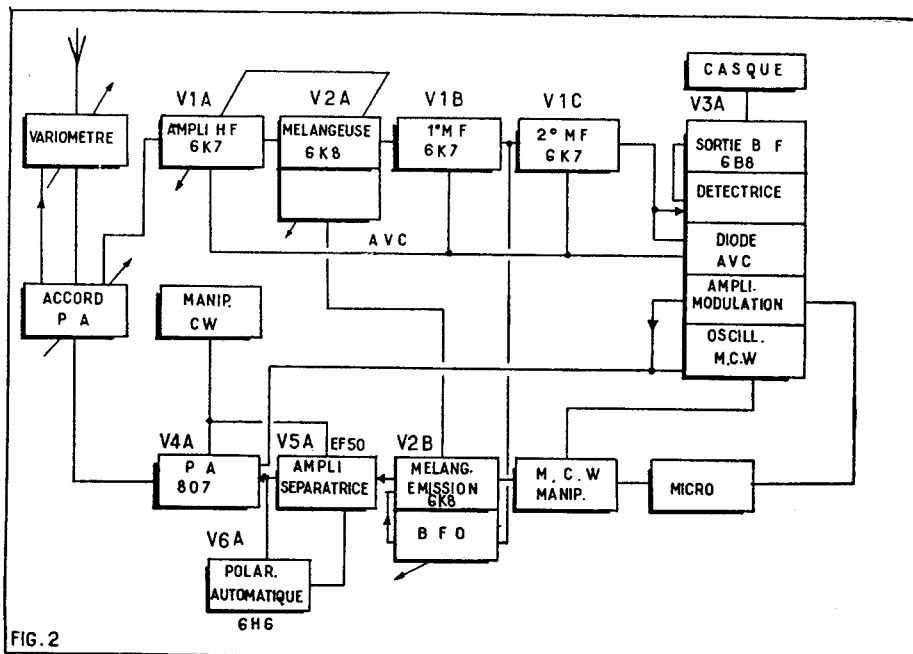 CASQUE
V1A
V2A
V1B
V1C
V3A
VARIOMETRE
AMPLI HF
6K7
MELANGEUSE
6K8
1° MF
6K7
2° MF
6K7
SORTIE B F
6B8
DETECTRICE
DIODE
AVC
AMPLI.
MODULATION
OSCILL.
M.C.W
AVC
ACCORD
P A
MANIP.
CW
V4A
V5A
EF50
V2B
P A
807
AMPLI
SEPARATRICE
MELANG.
EMISSION
6K8
B F O
M.C.W
MANIP.
MICRO
V6A
POLAR.
AUTOMATIQUE
6H6
FIG. 2